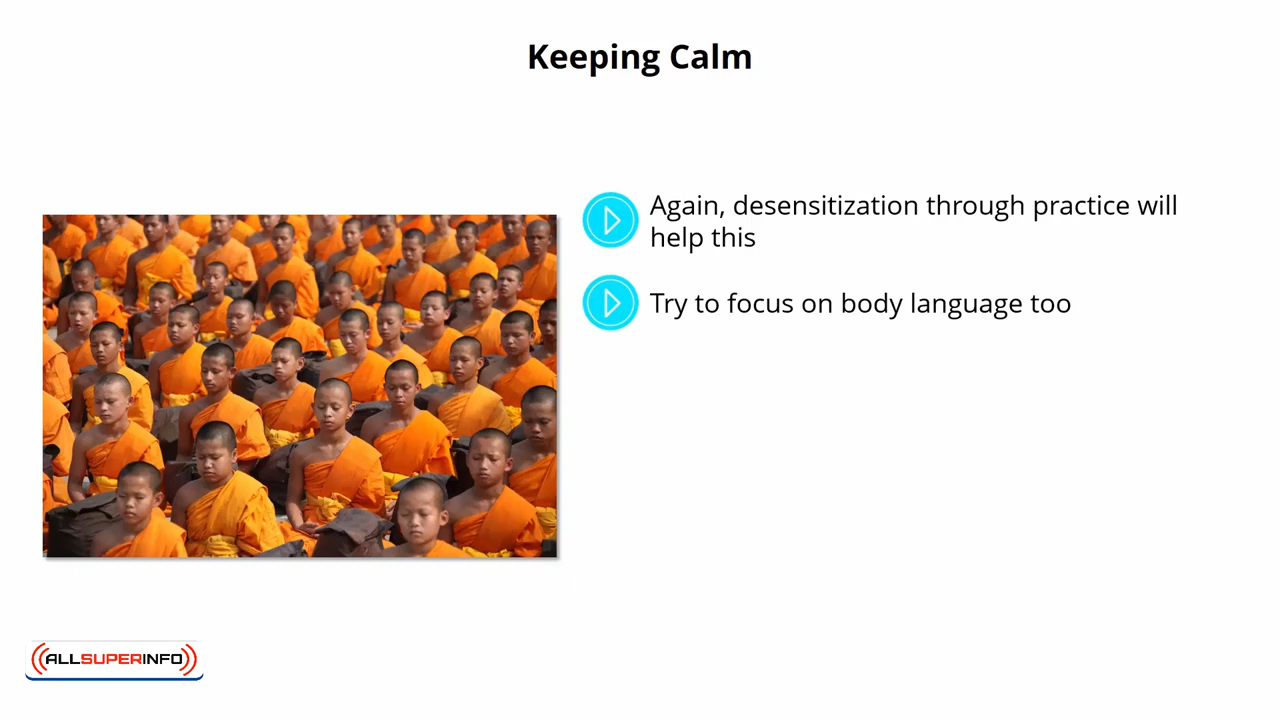 Keeping Calm
Again, desensitization through practice will
help this
Try to focus on body language too
ALLSUPERINFO